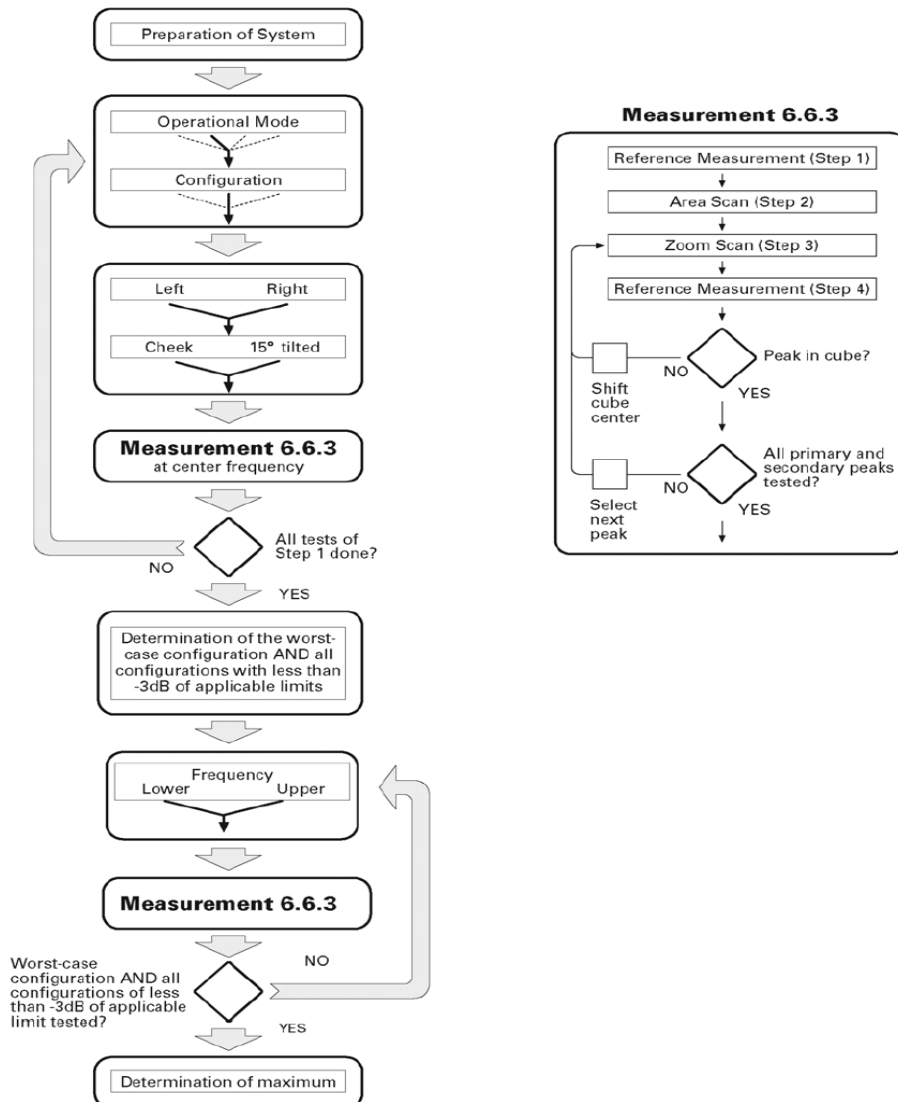 Preparation of System
Operational Mode
Configuration
Left Right
Cheek 15° tilted
Measurement 6.6.3
at center frequency
All tests of
Step 1 done?
NO
YES
Determination of the worst-
case configuration AND all
configurations with less than
-3dB of applicable limits
Frequency
Lower Upper
Measurement 6.6.3
Worst-case
configuration AND all
configurations of less
than -3dB of applicable
limit tested?
NO
YES
Determination of maximum
Measurement 6.6.3
Reference Measurement (Step 1)
Area Scan (Step 2)
Zoom Scan (Step 3)
Reference Measurement (Step 4)
Peak in cube?
NO
YES
Shift
cube
center
All primary and
secondary peaks
tested?
NO
YES
Select
next
peak